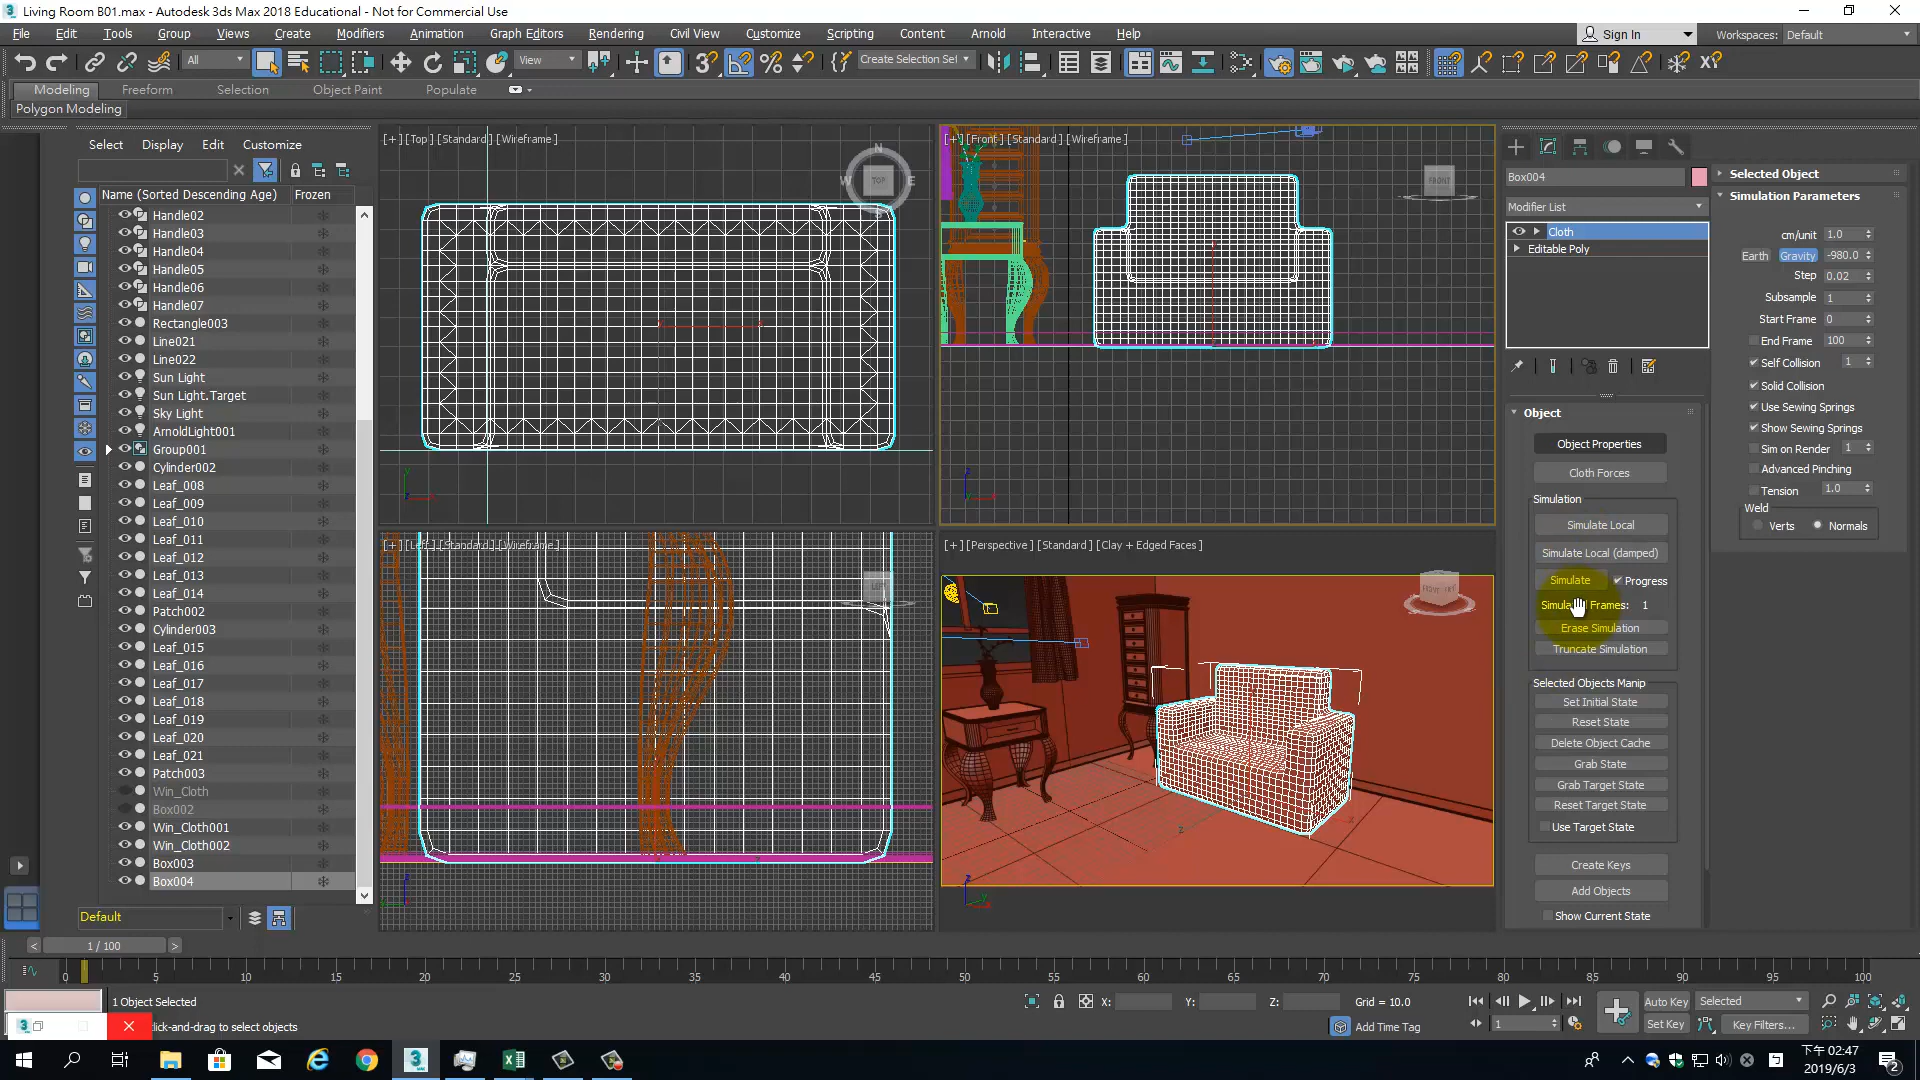 Living Room B01.max - Autodesk 3ds Max 2018 Educational - Not for Commercial Use
File Edit Tools Group Views Create Modifiers Animation Graph Editors Rendering Civil View Customize Scripting Content Arnold Interactive Help
Sign In
Workspaces: Default
All
View
Create Selection Set
Modeling Freeform Selection Object Paint Populate
Polygon Modeling
Select Display Edit Customize
Name (Sorted Descending Age) Frozen
Handle02
Handle03
Handle04
Handle05
Handle06
Handle07
Rectangle003
Line021
Line022
Sun Light
Sun Light.Target
Sky Light
ArnoldLight001
Group001
Cylinder002
Leaf_008
Leaf_009
Leaf_010
Leaf_011
Leaf_012
Leaf_013
Leaf_014
Patch002
Cylinder003
Leaf_015
Leaf_016
Leaf_017
Leaf_018
Leaf_019
Leaf_020
Leaf_021
Patch003
Win_Cloth
Box002
Win_Cloth001
Win_Cloth002
Box003
Box004
Default
[+] [Top] [Standard] [Wireframe]
N
W TOP E
S
[+] [Front] [Standard] [Wireframe]
FRONT
[+] [Left] [Standard] [Wireframe]
LEFT
[+] [Perspective] [Standard] [Clay + Edged Faces]
Box004
Modifier List
Cloth
Editable Poly
Object
Object Properties
Cloth Forces
Simulation
Simulate Local
Simulate Local (damped)
Simulate Progress
Frames: 1
Erase Simulation
Truncate Simulation
Selected Objects Manip
Set Initial State
Reset State
Delete Object Cache
Grab State
Grab Target State
Reset Target State
Use Target State
Create Keys
Add Objects
Show Current State
Selected Object
Simulation Parameters
cm/unit 1.0
Earth Gravity -980.0
Step 0.02
Subsample 1
Start Frame 0
End Frame 100
Self Collision 1
Solid Collision
Use Sewing Springs
Show Sewing Springs
Sim on Render 1
Advanced Pinching
Tension 1.0
Weld
Verts Normals
< 1 / 100 >
0 5 10 15 20 25 30 35 40 45 50 55 60 65 70 75 80 85 90 95 100
1 Object Selected
X: Y: Z: Grid = 10.0
Auto Key Selected
click-and-drag to select objects
Add Time Tag
1
Set Key Key Filters...
下午 02:47
2019/6/3
2